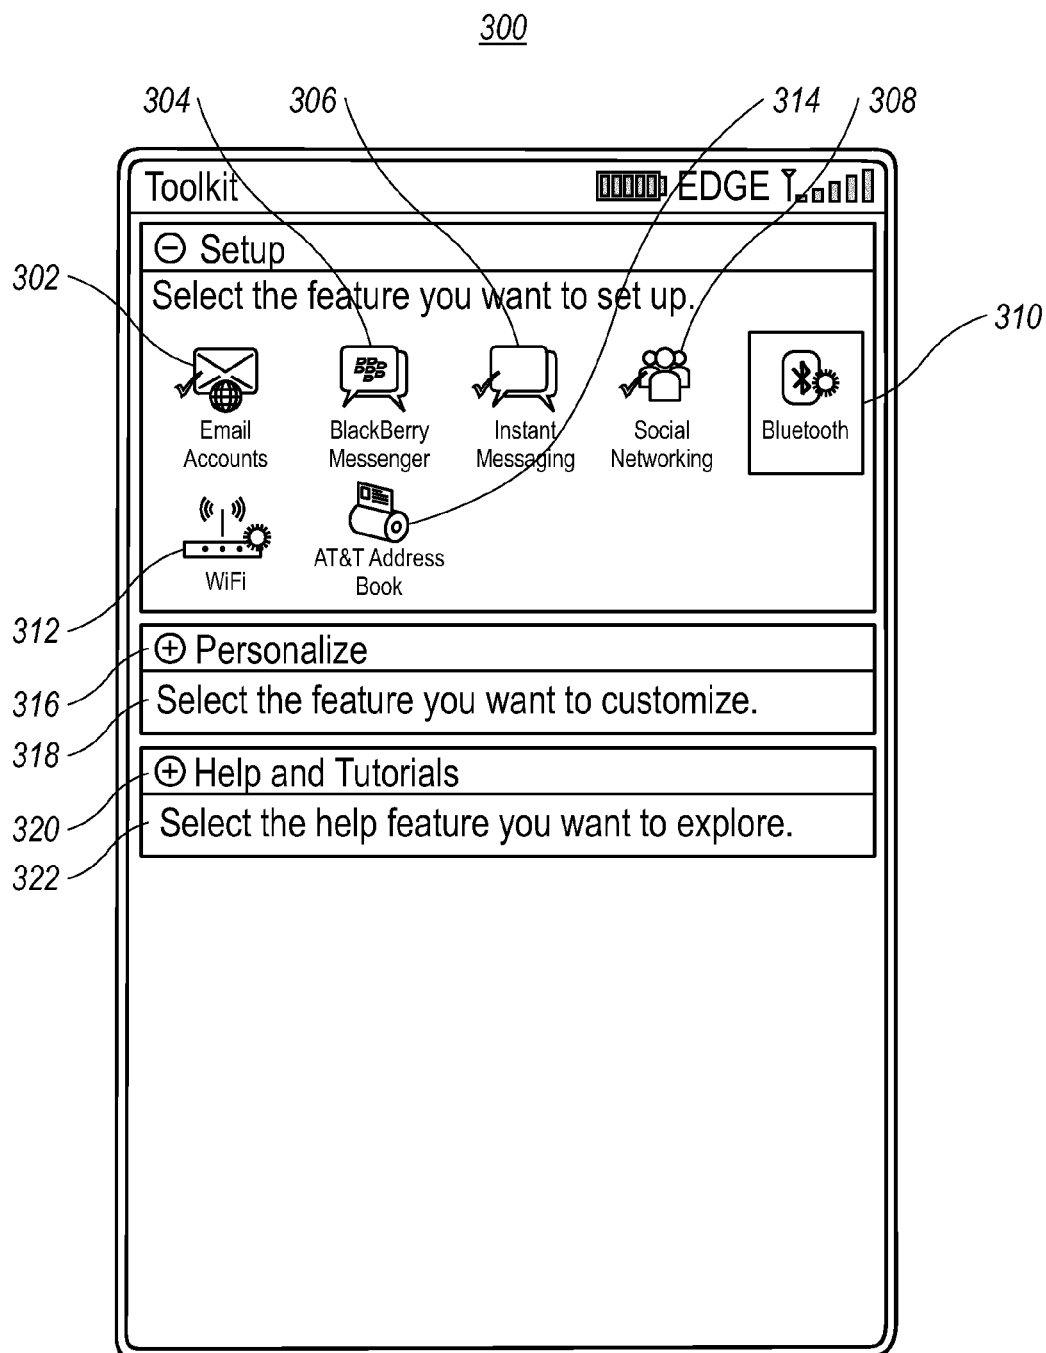 300
304 306 314 308
Toolkit EDGE
Setup
302
Select the feature you want to set up.
310
Email Accounts
BlackBerry Messenger
Instant Messaging
Social Networking
Bluetooth
WiFi
AT&T Address Book
312
Personalize
316
Select the feature you want to customize.
318
Help and Tutorials
320
Select the help feature you want to explore.
322